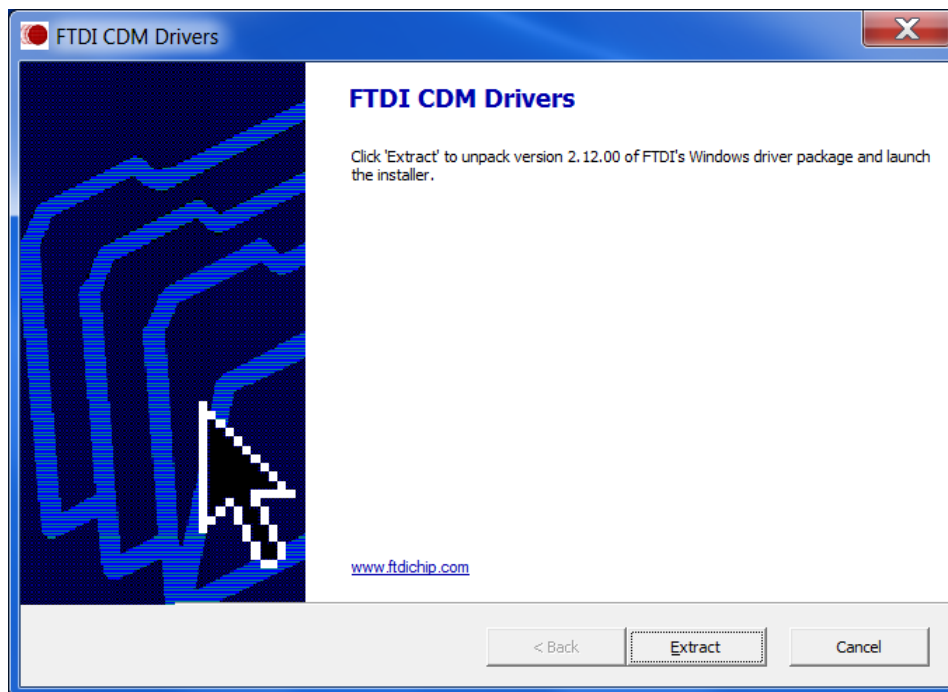 FTDI CDM Drivers
FTDI CDM Drivers
Click 'Extract' to unpack version 2.12.00 of FTDI's Windows driver package and launch
the installer.
www.ftdichip.com
< Back
Extract
Cancel